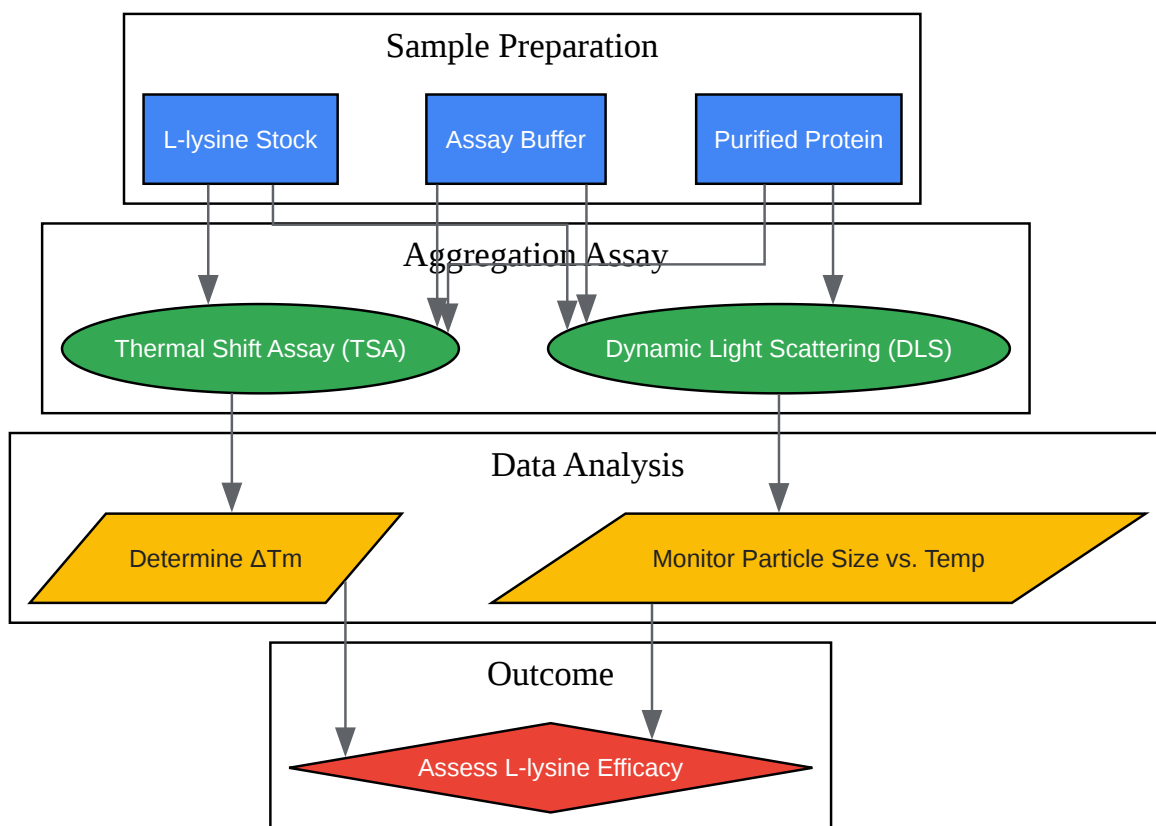 Sample Preparation
L-lysine Stock
Assay Buffer
Purified Protein
Aggregation Assay
Thermal Shift Assay (TSA)
Dynamic Light Scattering (DLS)
Data Analysis
Determine ΔTm
Monitor Particle Size vs. Temp
Outcome
Assess L-lysine Efficacy